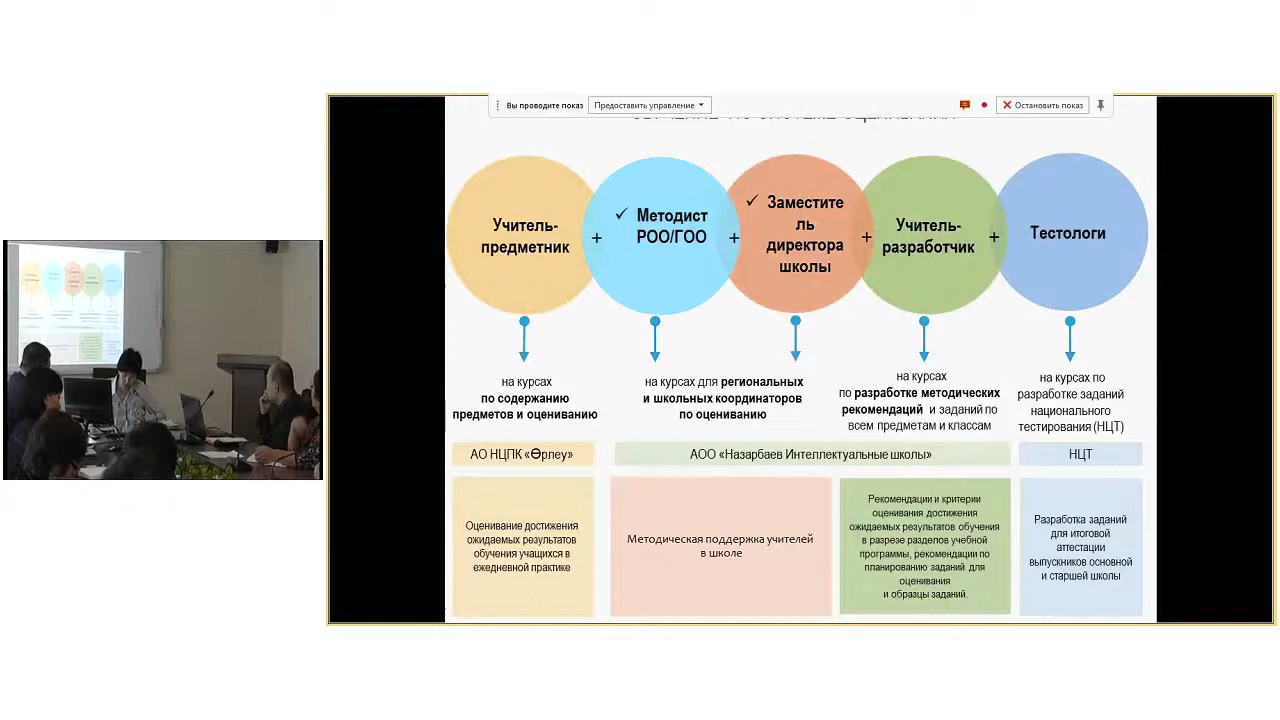 Вы проводите показ
Предоставить управление
Остановить показ
Учитель-
предметник
+
✓ Методист
РОО/ГОО
+
✓ Заместите
ль
директора
школы
+
Учитель-
разработчик
+
Тестологи
на курсах
по содержанию
предметов и оцениванию
на курсах для региональных
и школьных координаторов
по оцениванию
на курсах
по разработке методических
рекомендаций и заданий по
всем предметам и классам
на курсах по
разработке заданий
национального
тестирования (НЦТ)
АО НЦПК «Өрлеу»
АОО «Назарбаев Интеллектуальные школы»
НЦТ
Оценивание достижения
ожидаемых результатов
обучения учащихся в
ежедневной практике
Методическая поддержка учителей
в школе
Рекомендации и критерии
оценивания достижения
ожидаемых результатов обучения
в разрезе разделов учебной
программы, рекомендации по
планированию заданий для
оценивания
и образцы заданий.
Разработка заданий
для итоговой
аттестации
выпускников основной
и старшей школы